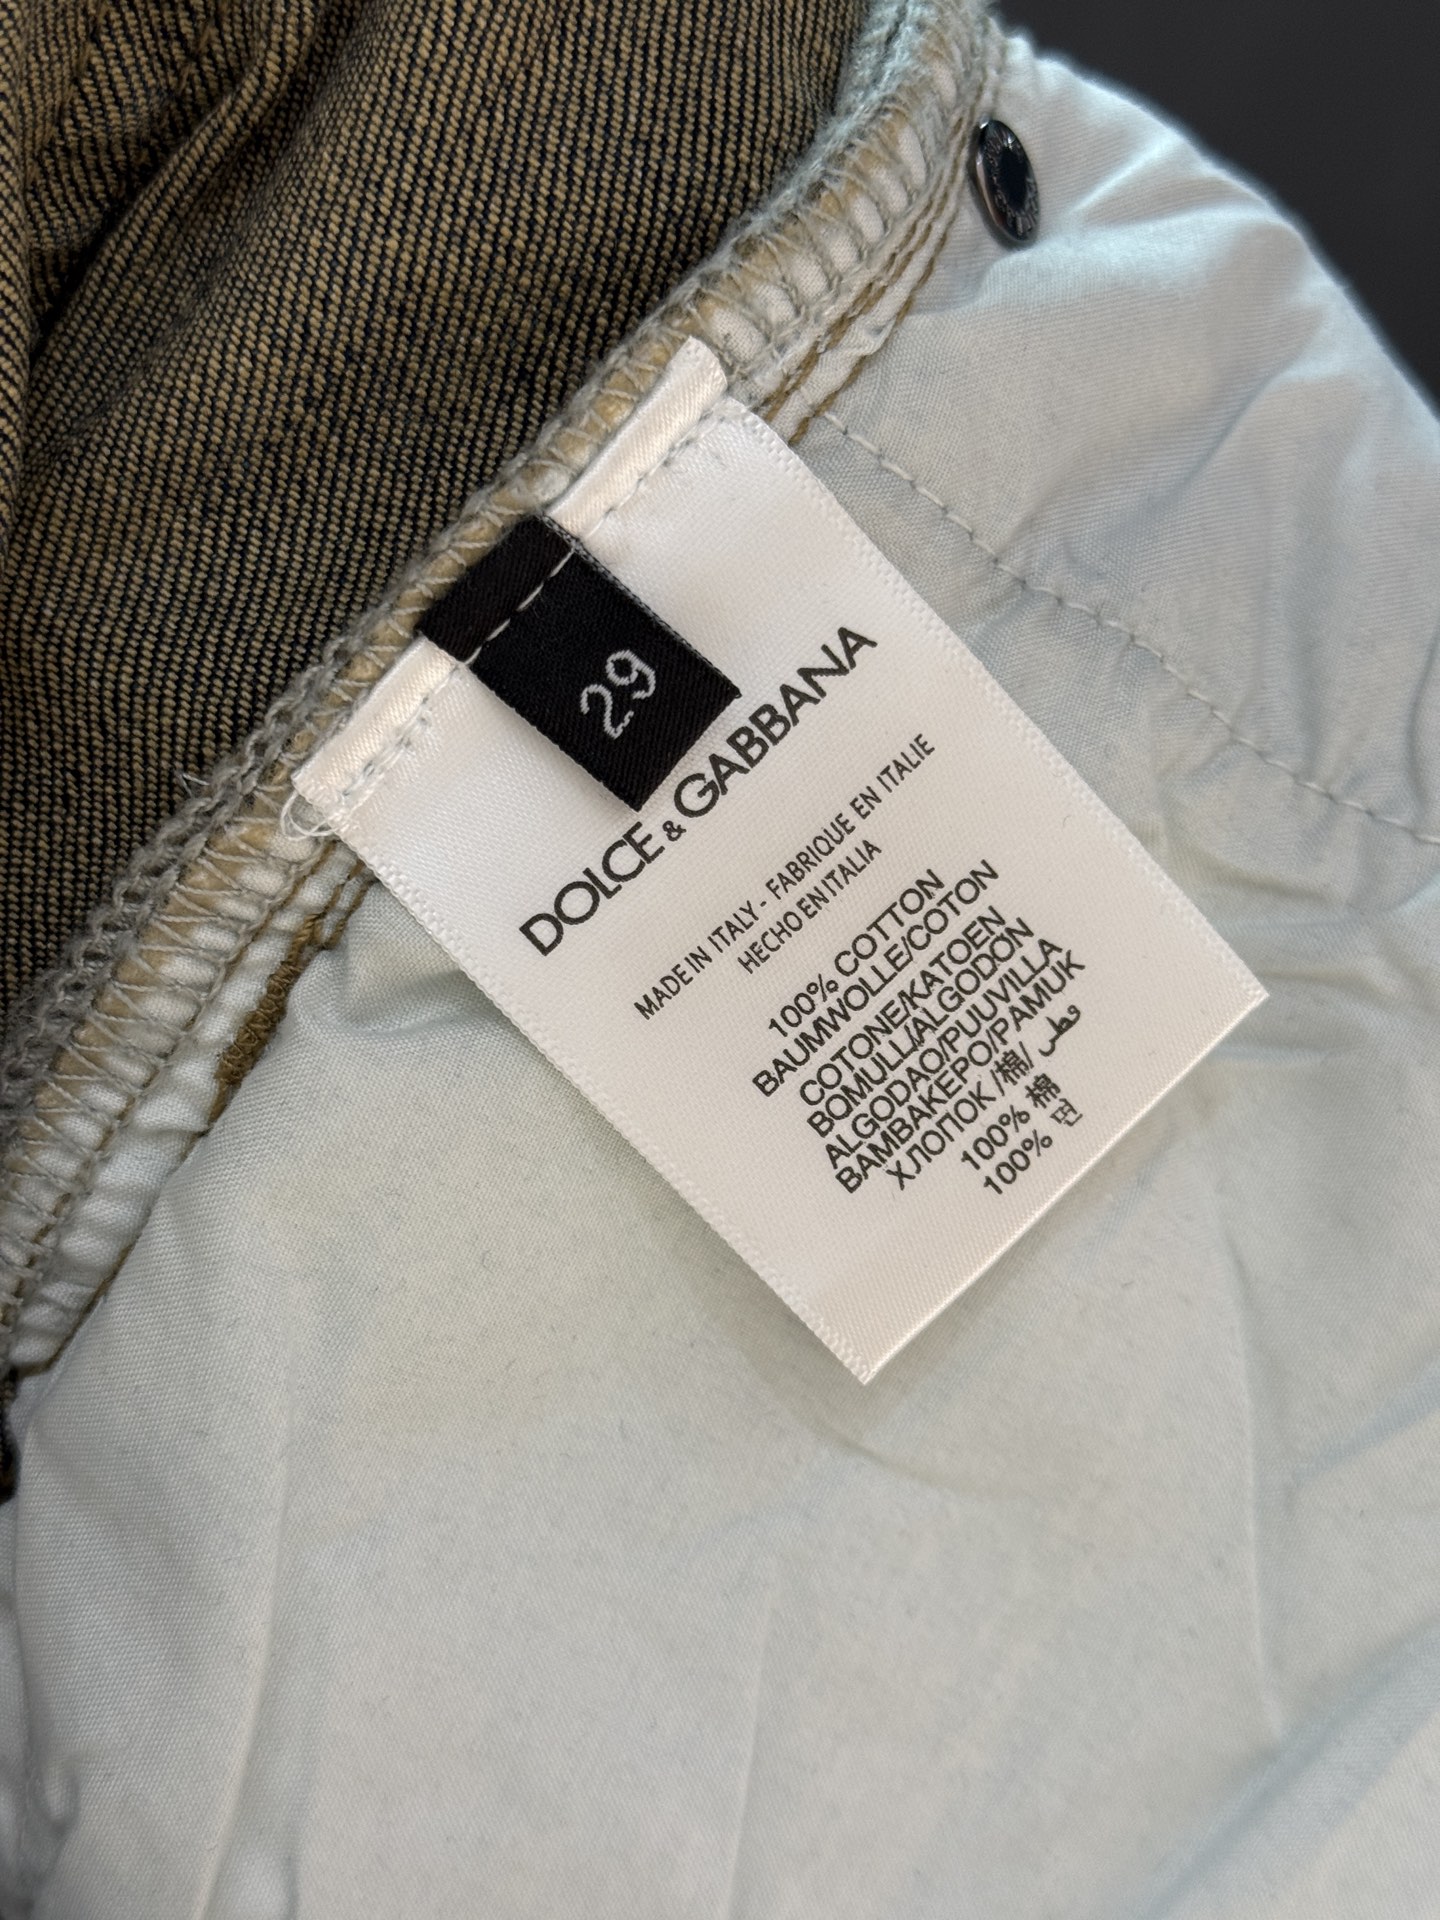 29
DOLCE & GABBANA
MADE IN ITALY - FABRIQUE EN ITALIE
HECHO EN ITALIA
100% COTTON
BAUMWOLLE/COTON
COTONE/KATOEN
BOMULL/ALGODÓN
ALGODAO/PUUVILLA
BAMBAKEPO/PAMUK
ХЛОПОК /棉/ قطن
100% 棉
100% 면